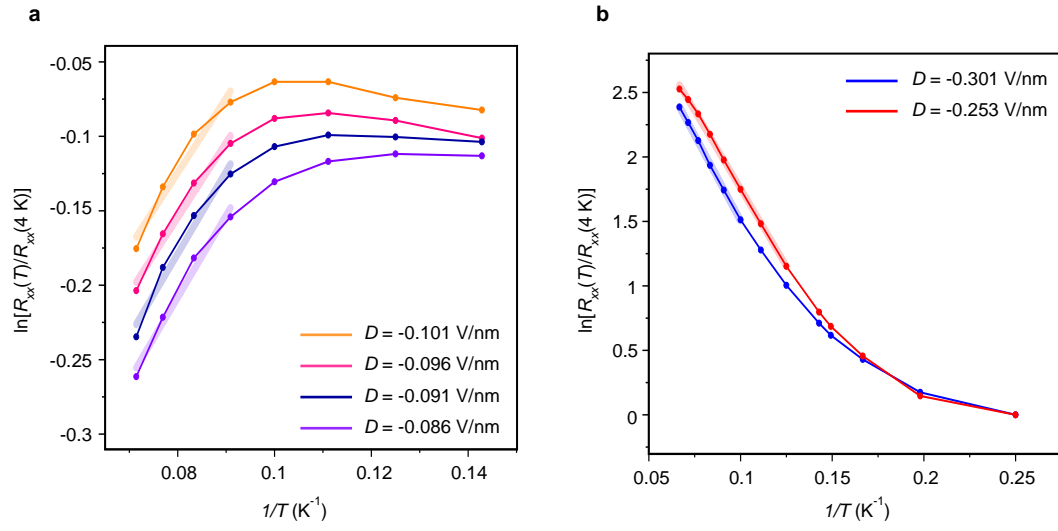 a
ln[Rxx(T)/Rxx(4 K)]
-0.05
-0.1
-0.15
-0.2
-0.25
-0.3
D = -0.101 V/nm
D = -0.096 V/nm
D = -0.091 V/nm
D = -0.086 V/nm
0.08
0.1
0.12
0.14
1/T (K⁻¹)
b
ln[Rxx(T)/Rxx(4 K)]
2.5
2
1.5
1
0.5
0
D = -0.301 V/nm
D = -0.253 V/nm
0.05
0.1
0.15
0.2
0.25
1/T (K⁻¹)